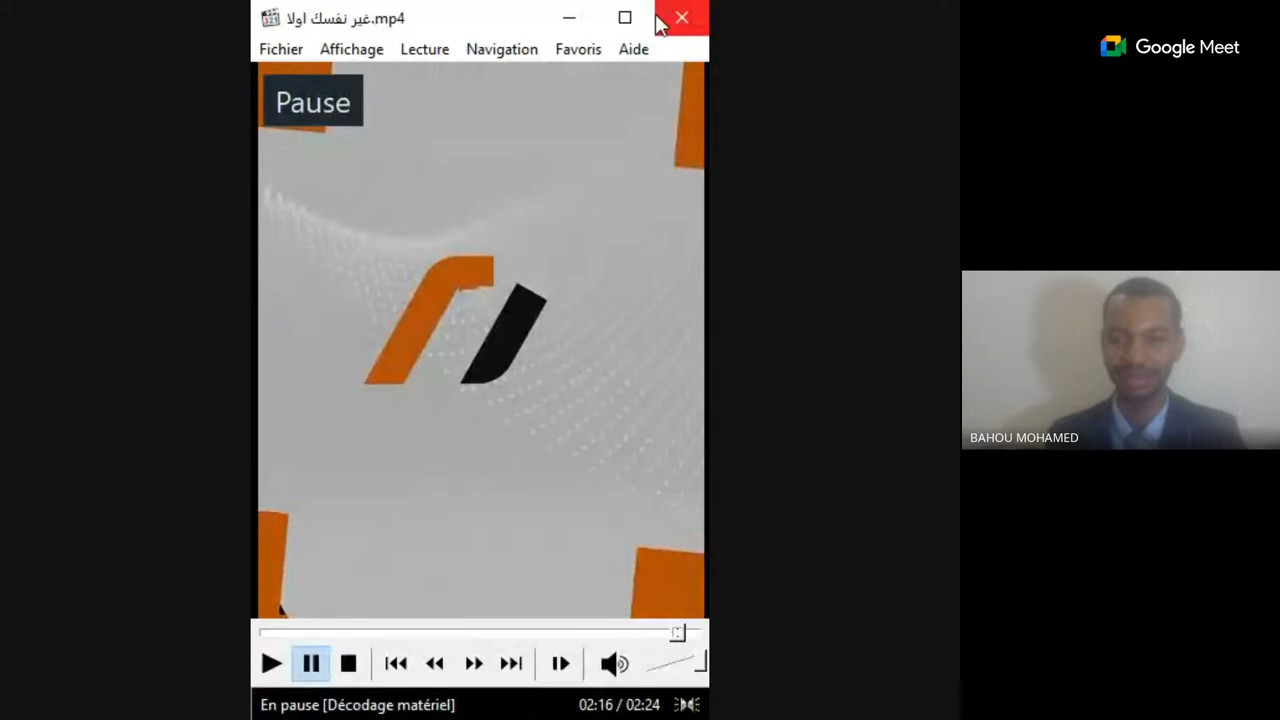 غير نفسك اولا.mp4
Fichier Affichage Lecture Navigation Favoris Aide
Google Meet
Pause
BAHOU MOHAMED
En pause [Décodage matériel] 02:16 / 02:24